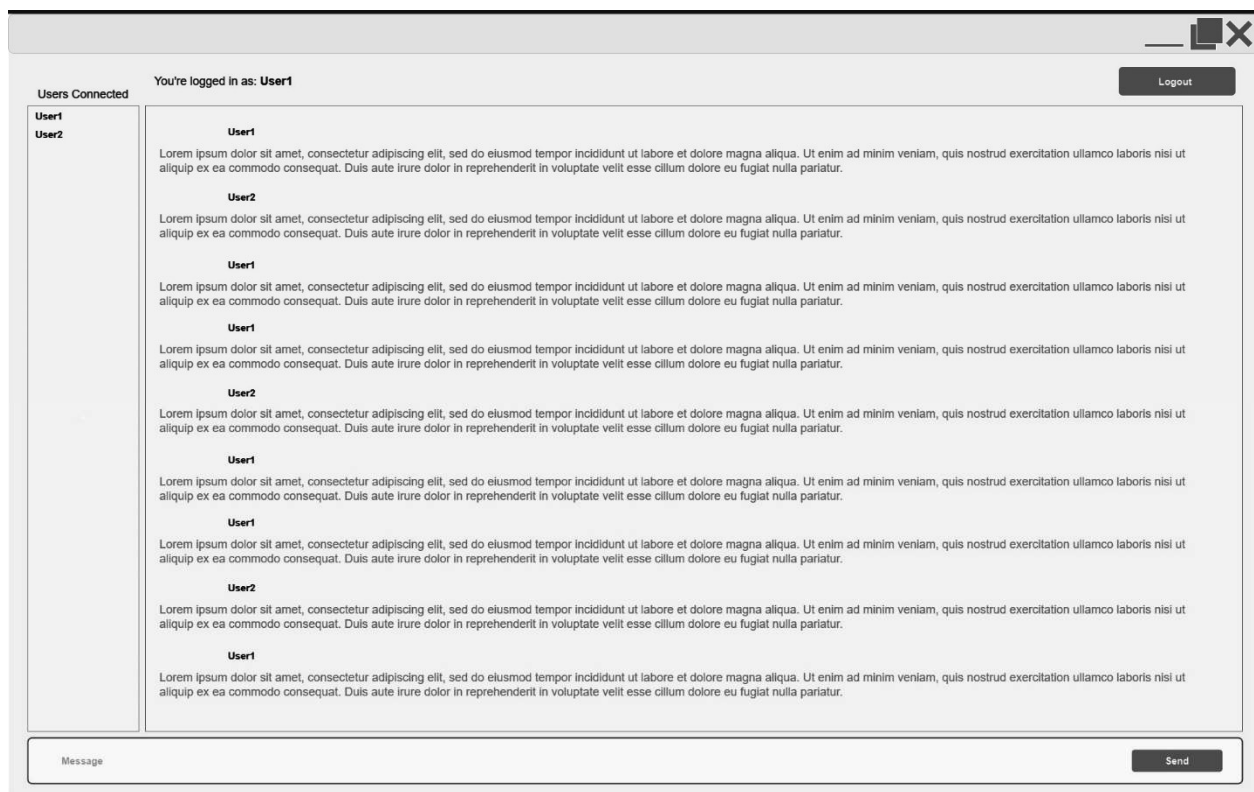 You're logged in as: User1
Logout
Users Connected
User1
User2
User1
Lorem ipsum dolor sit amet, consectetur adipiscing elit, sed do eiusmod tempor incididunt ut labore et dolore magna aliqua. Ut enim ad minim veniam, quis nostrud exercitation ullamco laboris nisi ut
aliquip ex ea commodo consequat. Duis aute irure dolor in reprehenderit in voluptate velit esse cillum dolore eu fugiat nulla pariatur.
User2
Lorem ipsum dolor sit amet, consectetur adipiscing elit, sed do eiusmod tempor incididunt ut labore et dolore magna aliqua. Ut enim ad minim veniam, quis nostrud exercitation ullamco laboris nisi ut
aliquip ex ea commodo consequat. Duis aute irure dolor in reprehenderit in voluptate velit esse cillum dolore eu fugiat nulla pariatur.
User1
Lorem ipsum dolor sit amet, consectetur adipiscing elit, sed do eiusmod tempor incididunt ut labore et dolore magna aliqua. Ut enim ad minim veniam, quis nostrud exercitation ullamco laboris nisi ut
aliquip ex ea commodo consequat. Duis aute irure dolor in reprehenderit in voluptate velit esse cillum dolore eu fugiat nulla pariatur.
User1
Lorem ipsum dolor sit amet, consectetur adipiscing elit, sed do eiusmod tempor incididunt ut labore et dolore magna aliqua. Ut enim ad minim veniam, quis nostrud exercitation ullamco laboris nisi ut
aliquip ex ea commodo consequat. Duis aute irure dolor in reprehenderit in voluptate velit esse cillum dolore eu fugiat nulla pariatur.
User2
Lorem ipsum dolor sit amet, consectetur adipiscing elit, sed do eiusmod tempor incididunt ut labore et dolore magna aliqua. Ut enim ad minim veniam, quis nostrud exercitation ullamco laboris nisi ut
aliquip ex ea commodo consequat. Duis aute irure dolor in reprehenderit in voluptate velit esse cillum dolore eu fugiat nulla pariatur.
User1
Lorem ipsum dolor sit amet, consectetur adipiscing elit, sed do eiusmod tempor incididunt ut labore et dolore magna aliqua. Ut enim ad minim veniam, quis nostrud exercitation ullamco laboris nisi ut
aliquip ex ea commodo consequat. Duis aute irure dolor in reprehenderit in voluptate velit esse cillum dolore eu fugiat nulla pariatur.
User1
Lorem ipsum dolor sit amet, consectetur adipiscing elit, sed do eiusmod tempor incididunt ut labore et dolore magna aliqua. Ut enim ad minim veniam, quis nostrud exercitation ullamco laboris nisi ut
aliquip ex ea commodo consequat. Duis aute irure dolor in reprehenderit in voluptate velit esse cillum dolore eu fugiat nulla pariatur.
User2
Lorem ipsum dolor sit amet, consectetur adipiscing elit, sed do eiusmod tempor incididunt ut labore et dolore magna aliqua. Ut enim ad minim veniam, quis nostrud exercitation ullamco laboris nisi ut
aliquip ex ea commodo consequat. Duis aute irure dolor in reprehenderit in voluptate velit esse cillum dolore eu fugiat nulla pariatur.
User1
Lorem ipsum dolor sit amet, consectetur adipiscing elit, sed do eiusmod tempor incididunt ut labore et dolore magna aliqua. Ut enim ad minim veniam, quis nostrud exercitation ullamco laboris nisi ut
aliquip ex ea commodo consequat. Duis aute irure dolor in reprehenderit in voluptate velit esse cillum dolore eu fugiat nulla pariatur.
Message
Send